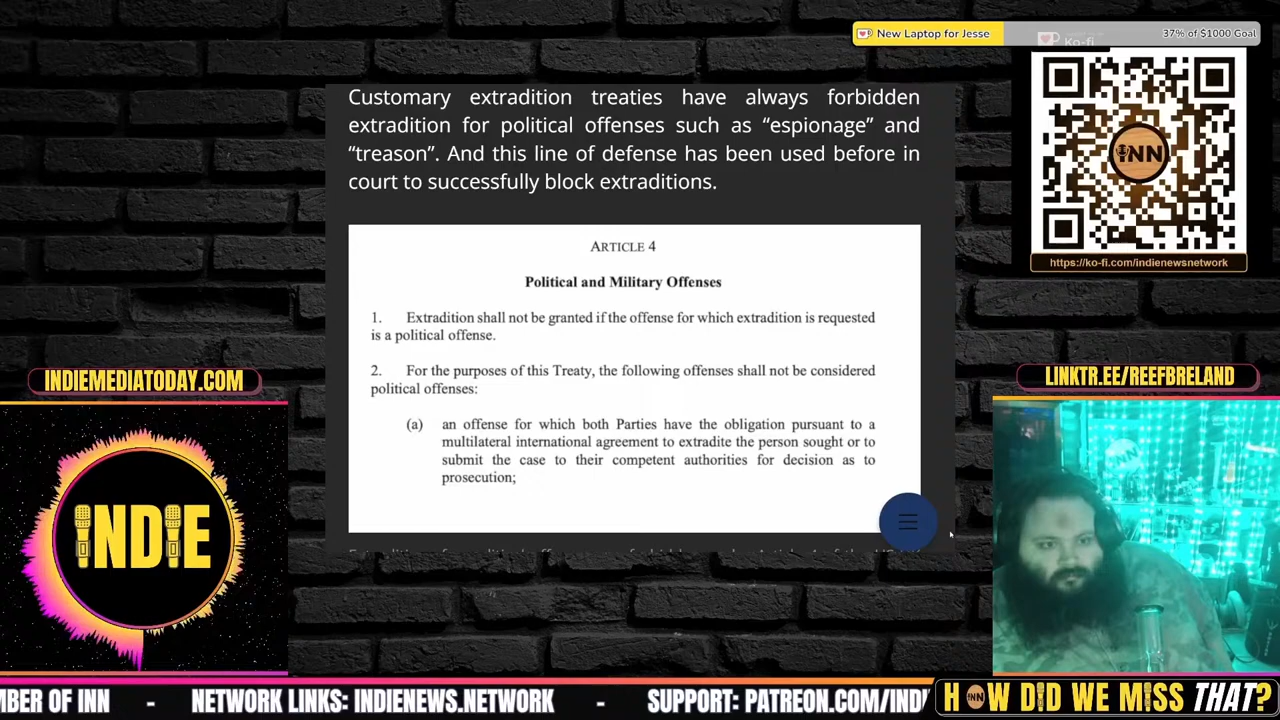 New Laptop for Jesse
37% of $1000 Goal
Ko-fi
Customary extradition treaties have always forbidden
extradition for political offenses such as “espionage” and
“treason”. And this line of defense has been used before in
court to successfully block extraditions.
ARTICLE 4
Political and Military Offenses
1. Extradition shall not be granted if the offense for which extradition is requested
is a political offense.
2. For the purposes of this Treaty, the following offenses shall not be considered
political offenses:
(a) an offense for which both Parties have the obligation pursuant to a
multilateral international agreement to extradite the person sought or to
submit the case to their competent authorities for decision as to
prosecution;
INN
https://ko-fi.com/indienewsnetwork
INDIEMEDIATODAY.COM
INDIE
LINKTR.EE/REEFBRELAND
MBER OF INN - NETWORK LINKS: INDIENEWS.NETWORK - SUPPORT: PATREON.COM/INDI
HOW DID WE MISS THAT?